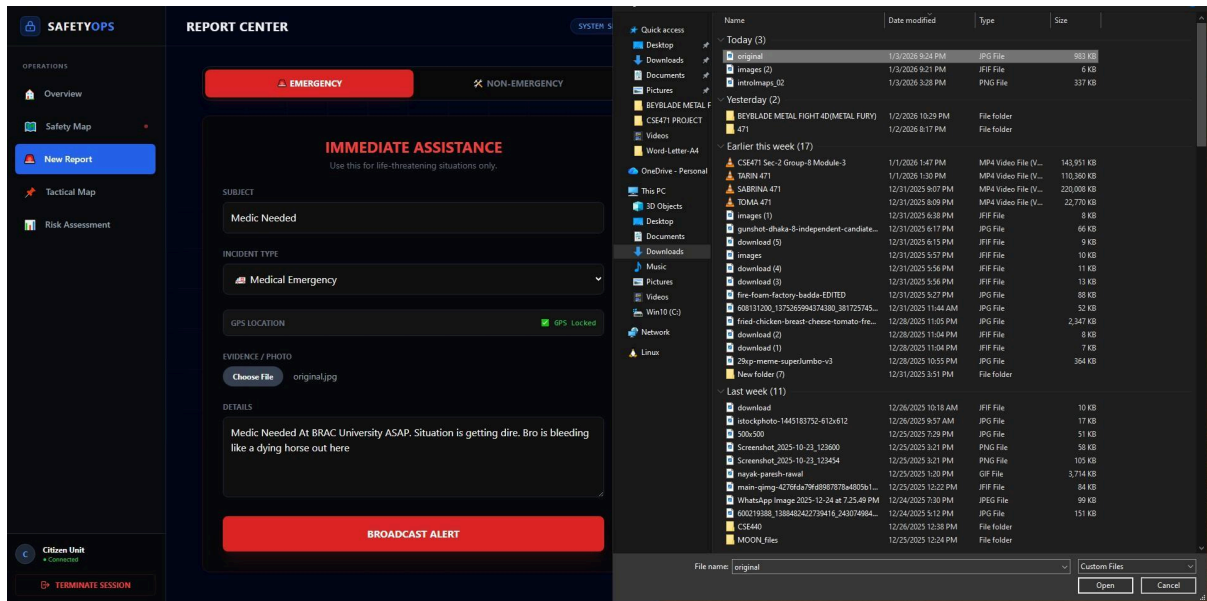 SAFETYOPS
OPERATIONS
Overview
Safety Map
New Report
Tactical Map
Risk Assessment
Citizen Unit
C
Connected
TERMINATE SESSION
REPORT CENTER
SYSTEM S
EMERGENCY
NON-EMERGENCY
IMMEDIATE ASSISTANCE
Use this for life-threatening situations only.
SUBJECT
Medic Needed
INCIDENT TYPE
Medical Emergency
GPS LOCATION
GPS Locked
EVIDENCE / PHOTO
Choose File original.jpg
DETAILS
Medic Needed At BRAC University ASAP. Situation is getting dire. Bro is bleeding
like a dying horse out here
BROADCAST ALERT
Quick access
Desktop
Downloads
Documents
Pictures
BEYBLADE METAL F
CSE471 PROJECT
Videos
Word-Letter-A4
OneDrive - Personal
This PC
3D Objects
Desktop
Documents
Downloads
Music
Pictures
Videos
Win10 (C:)
Network
Linux
Name Date modified Type Size
Today (3)
original 1/3/2026 9:24 PM JPG File 983 KB
images (2) 1/3/2026 9:21 PM JFIF File 6 KB
introlmaps_02 1/3/2026 3:28 PM PNG File 337 KB
Yesterday (2)
BEYBLADE METAL FIGHT 4D(METAL FURY) 1/2/2026 10:29 PM File folder
471 1/2/2026 8:17 PM File folder
Earlier this week (17)
CSE471 Sec-2 Group-8 Module-3 1/1/2026 1:47 PM MP4 Video File (V... 143,951 KB
TARIN 471 1/1/2026 1:30 PM MP4 Video File (V... 110,360 KB
SABRINA 471 12/31/2025 9:07 PM MP4 Video File (V... 220,008 KB
TOMA 471 12/31/2025 8:09 PM MP4 Video File (V... 22,770 KB
images (1) 12/31/2025 6:38 PM JFIF File 8 KB
gunshot-dhaka-8-independent-candiate... 12/31/2025 6:17 PM JPG File 66 KB
download (5) 12/31/2025 6:15 PM JFIF File 9 KB
images 12/31/2025 5:57 PM JFIF File 10 KB
download (4) 12/31/2025 5:56 PM JFIF File 11 KB
download (3) 12/31/2025 5:56 PM JFIF File 13 KB
fire-foam-factory-badda-EDITED 12/31/2025 5:27 PM JPG File 88 KB
608131200_1375265994374380_381725745... 12/31/2025 11:44 AM JPG File 52 KB
fried-chicken-breast-cheese-tomato-fre... 12/28/2025 11:05 PM JPG File 2,347 KB
download (2) 12/28/2025 11:04 PM JFIF File 8 KB
download (1) 12/28/2025 11:04 PM JFIF File 7 KB
29xp-meme-superJumbo-v3 12/28/2025 10:55 PM JPG File 364 KB
New folder (7) 12/31/2025 3:51 PM File folder
Last week (11)
download 12/26/2025 10:18 AM JFIF File 10 KB
istockphoto-1445183752-612x612 12/26/2025 9:57 AM JPG File 17 KB
500x500 12/25/2025 7:29 PM JPG File 51 KB
Screenshot_2025-10-23_123600 12/25/2025 3:21 PM PNG File 58 KB
Screenshot_2025-10-23_123454 12/25/2025 3:21 PM PNG File 105 KB
nayak-paresh-rawal 12/25/2025 1:20 PM GIF File 3,714 KB
main-qimg-4276fda79fd8987878a4805b1... 12/25/2025 12:22 PM JFIF File 84 KB
WhatsApp Image 2025-12-24 at 7.25.49 PM 12/24/2025 7:30 PM JPEG File 99 KB
600219388_1388482422739416_243074984... 12/24/2025 5:12 PM JPG File 151 KB
CSE440 12/26/2025 12:38 PM File folder
MOON_files 12/25/2025 12:24 PM File folder
File name: original Custom Files
Open Cancel